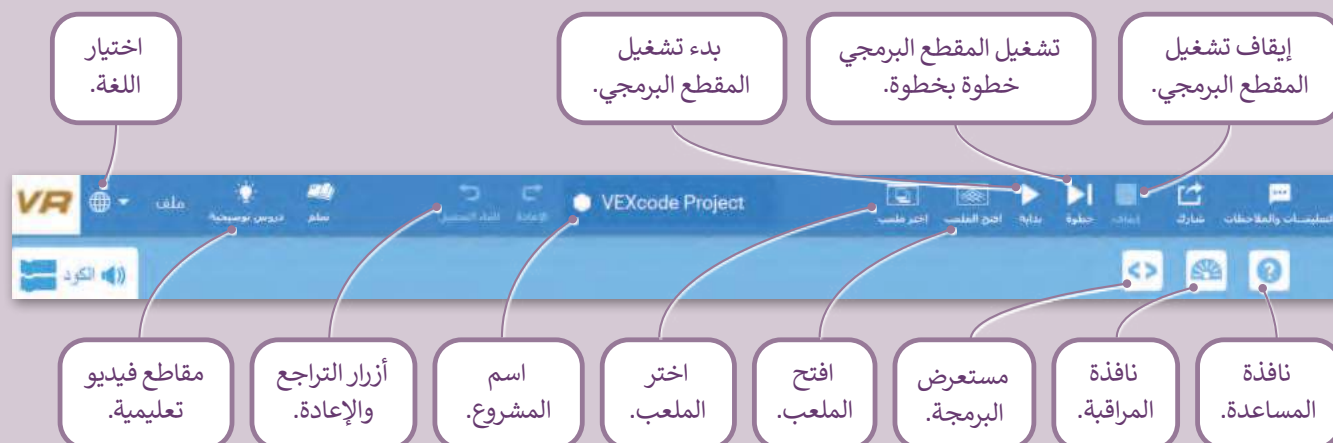 إيقاف تشغيل
المقطع البرمجي.
تشغيل المقطع البرمجي
خطوة بخطوة.
بدء تشغيل
المقطع البرمجي.
اختيار
اللغة.
VR
ملف
دروس توضيحية
تعلم
الإعادة
VEXcode Project
اختر ملعب
افتح الملعب
بداية
خطوة
إيقاف
شارك
التعليقات والملاحظات
الكود
نافذة
المساعدة.
نافذة
المراقبة.
مستعرض
البرمجة.
افتح
الملعب.
اختر
الملعب.
اسم
المشروع.
أزرار التراجع
والإعادة.
مقاطع فيديو
تعليمية.